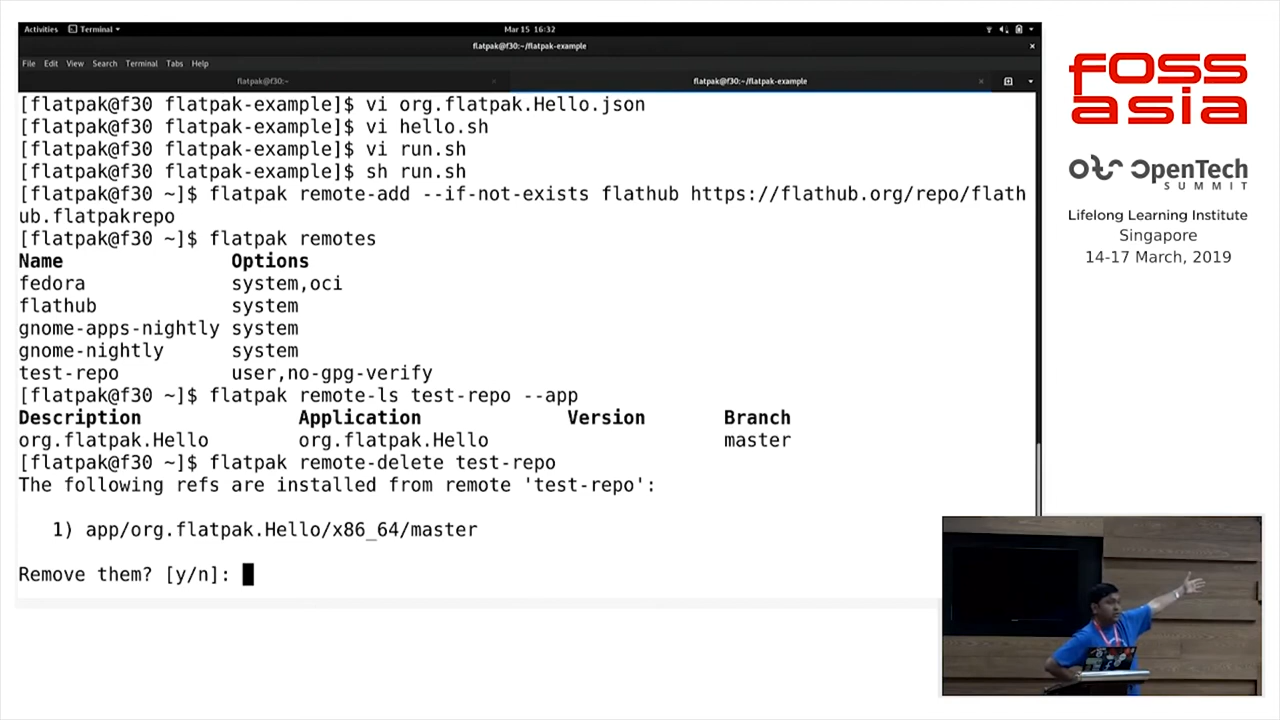 Activities Terminal Mar 15 16:32
flatpak@f30:~/flatpak-example
File Edit View Search Terminal Tabs Help
flatpak@f30:~ flatpak@f30:~/flatpak-example
[flatpak@f30 flatpak-example]$ vi org.flatpak.Hello.json
[flatpak@f30 flatpak-example]$ vi hello.sh
[flatpak@f30 flatpak-example]$ vi run.sh
[flatpak@f30 flatpak-example]$ sh run.sh
[flatpak@f30 ~]$ flatpak remote-add --if-not-exists flathub https://flathub.org/repo/flath
ub.flatpakrepo
[flatpak@f30 ~]$ flatpak remotes
Name Options
fedora system,oci
flathub system
gnome-apps-nightly system
gnome-nightly system
test-repo user,no-gpg-verify
[flatpak@f30 ~]$ flatpak remote-ls test-repo --app
Description Application Version Branch
org.flatpak.Hello org.flatpak.Hello master
[flatpak@f30 ~]$ flatpak remote-delete test-repo
The following refs are installed from remote 'test-repo':
1) app/org.flatpak.Hello/x86_64/master
Remove them? [y/n]:
FOSS
asia
OpenTech
SUMMIT
Lifelong Learning Institute
Singapore
14-17 March, 2019